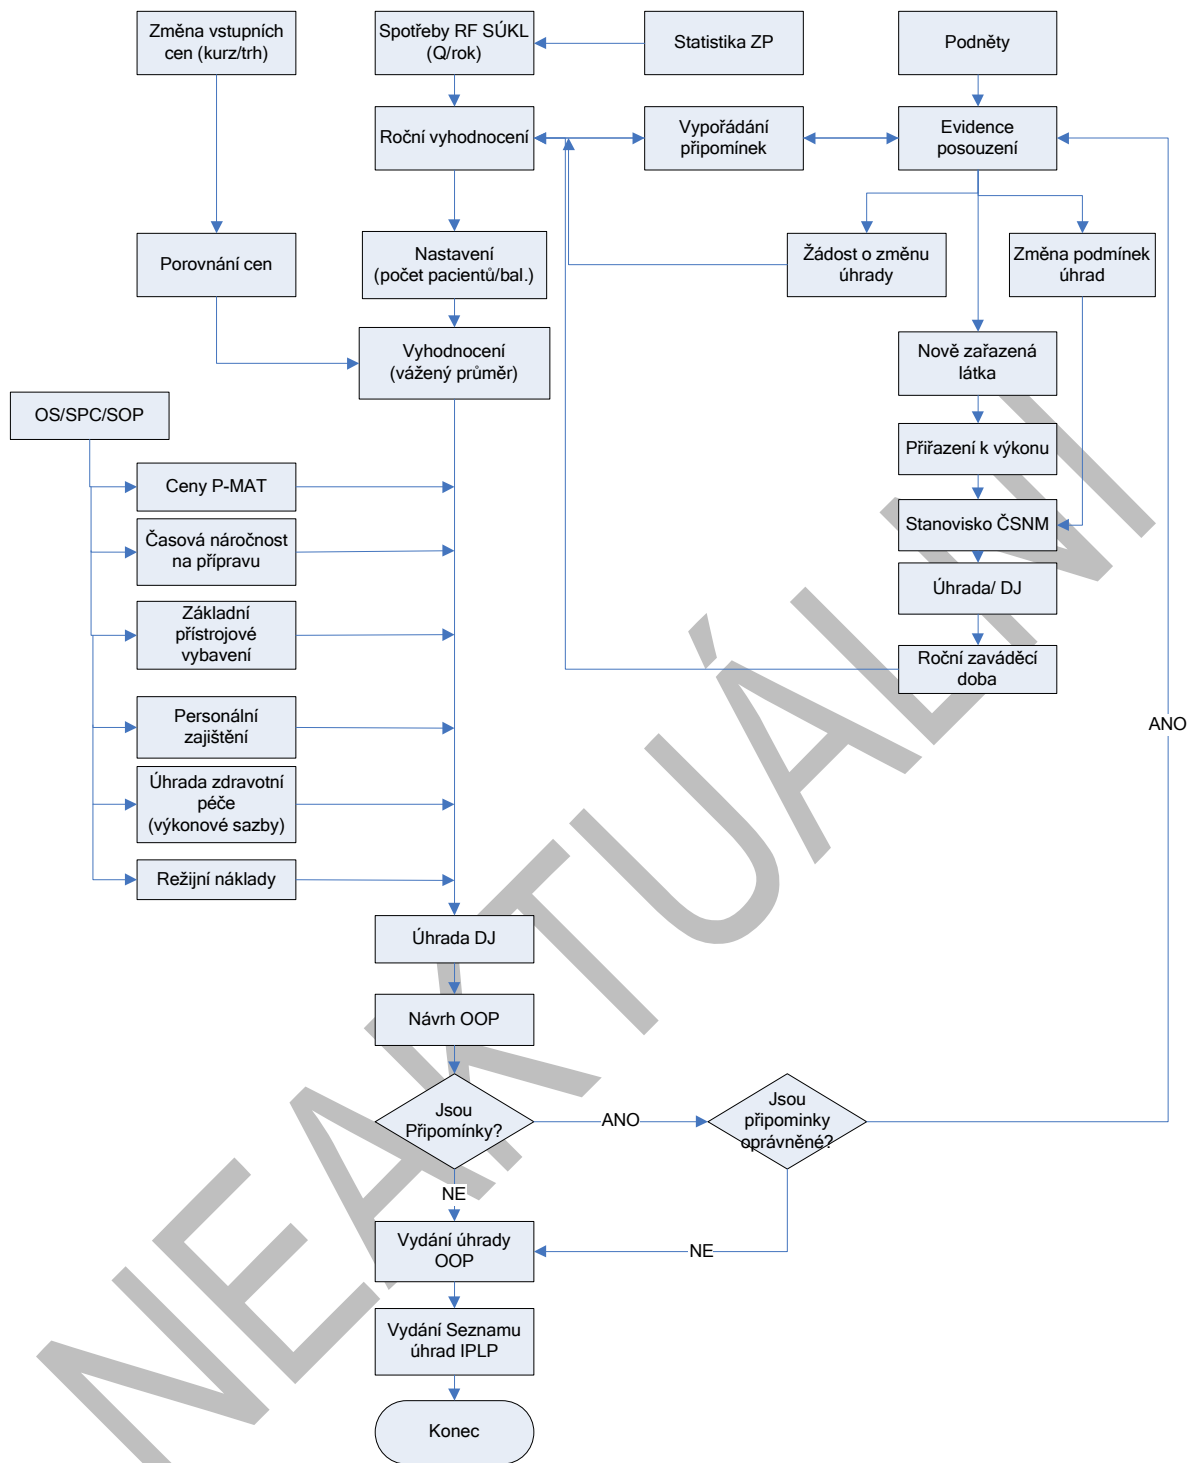 Změna vstupních
cen (kurz/trh)
Spotřeby RF SÚKL
(Q/rok)
Statistika ZP
Podněty
Roční vyhodnocení
Vypořádání
připomínek
Evidence
posouzení
Porovnání cen
Nastavení
(počet pacientů/bal.)
Žádost o změnu
úhrady
Změna podmínek
úhrad
Vyhodnocení
(vážený průměr)
Nově zařazená
látka
OS/SPC/SOP
Přiřazení k výkonu
Ceny P-MAT
Stanovisko ČSNM
Časová náročnost
na přípravu
Úhrada/ DJ
Základní
přístrojové
vybavení
Roční zaváděcí
doba
Personální
zajištění
ANO
Úhrada zdravotní
péče
(výkonové sazby)
Režijní náklady
Úhrada DJ
Návrh OOP
Jsou
Připomínky?
ANO
Jsou
připominky
oprávněné?
NE
Vydání úhrady
OOP
NE
Vydání Seznamu
úhrad IPLP
Konec
NEAKTUÁLNÍ